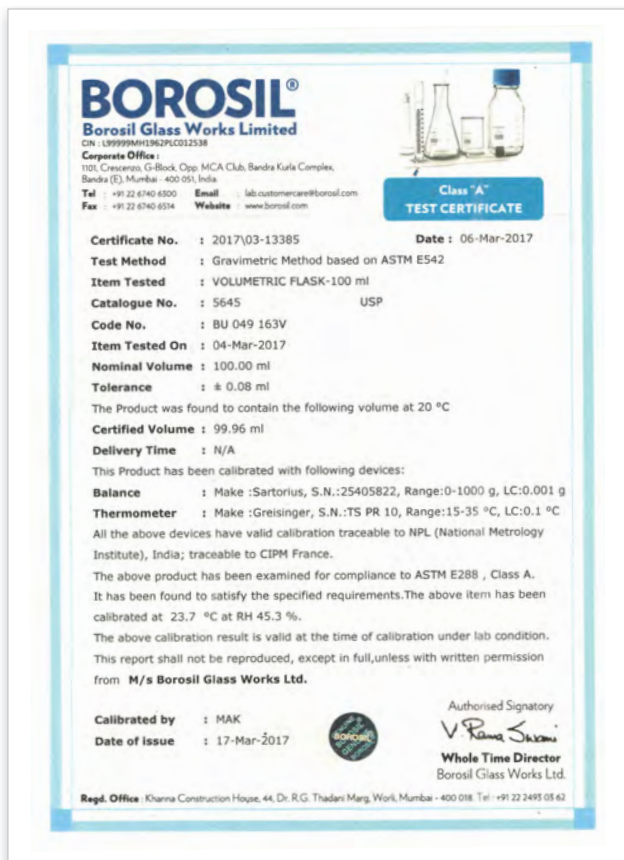 BOROSIL®
Borosil Glass Works Limited
CIN : L99999MH1962PLC012538
Corporate Office :
1101, Crescenzo, G-Block, Opp. MCA Club, Bandra Kurla Complex,
Bandra (E), Mumbai - 400 051, India.
Tel : +91 22 6740 6300 Email : lab.customercare@borosil.com
Fax : +91 22 6740 6514 Website : www.borosil.com
Class "A"
TEST CERTIFICATE
Certificate No. : 2017\03-13385 Date : 06-Mar-2017
Test Method : Gravimetric Method based on ASTM E542
Item Tested : VOLUMETRIC FLASK-100 ml
Catalogue No. : 5645 USP
Code No. : BU 049 163V
Item Tested On : 04-Mar-2017
Nominal Volume : 100.00 ml
Tolerance : ± 0.08 ml
The Product was found to contain the following volume at 20 °C
Certified Volume : 99.96 ml
Delivery Time : N/A
This Product has been calibrated with following devices:
Balance : Make :Sartorius, S.N.:25405822, Range:0-1000 g, LC:0.001 g
Thermometer : Make :Greisinger, S.N.:TS PR 10, Range:15-35 °C, LC:0.1 °C
All the above devices have valid calibration traceable to NPL (National Metrology
Institute), India; traceable to CIPM France.
The above product has been examined for compliance to ASTM E288 , Class A.
It has been found to satisfy the specified requirements.The above item has been
calibrated at 23.7 °C at RH 45.3 %.
The above calibration result is valid at the time of calibration under lab condition.
This report shall not be reproduced, except in full,unless with written permission
from M/s Borosil Glass Works Ltd.
Authorised Signatory
Calibrated by : MAK
V. Rama Swami
Date of issue : 17-Mar-2017
BOROSIL
Whole Time Director
Borosil Glass Works Ltd.
Regd. Office : Khanna Construction House, 44, Dr. R.G. Thadani Marg, Worli, Mumbai - 400 018. Tel : +91 22 2493 03 62